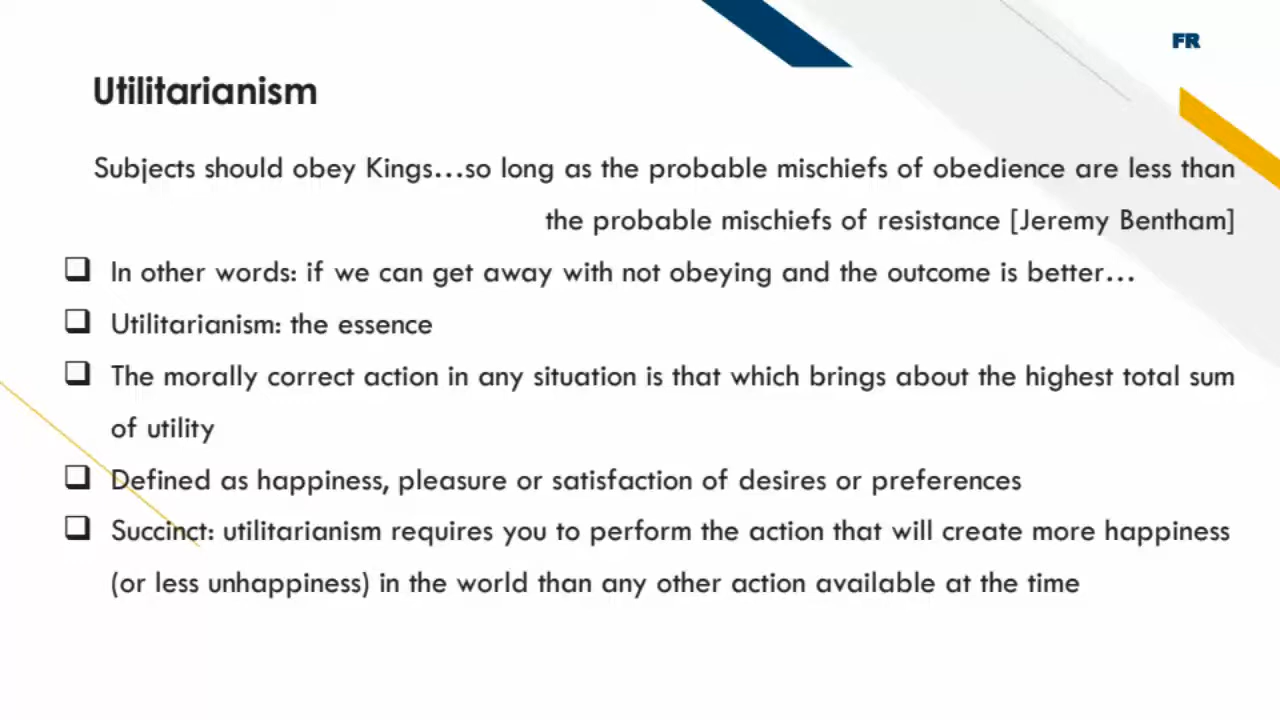 FR
Utilitarianism
Subjects should obey Kings...so long as the probable mischiefs of obedience are less than
the probable mischiefs of resistance [Jeremy Bentham]
❑ In other words: if we can get away with not obeying and the outcome is better...
❑ Utilitarianism: the essence
❑ The morally correct action in any situation is that which brings about the highest total sum
of utility
❑ Defined as happiness, pleasure or satisfaction of desires or preferences
❑ Succinct: utilitarianism requires you to perform the action that will create more happiness
(or less unhappiness) in the world than any other action available at the time